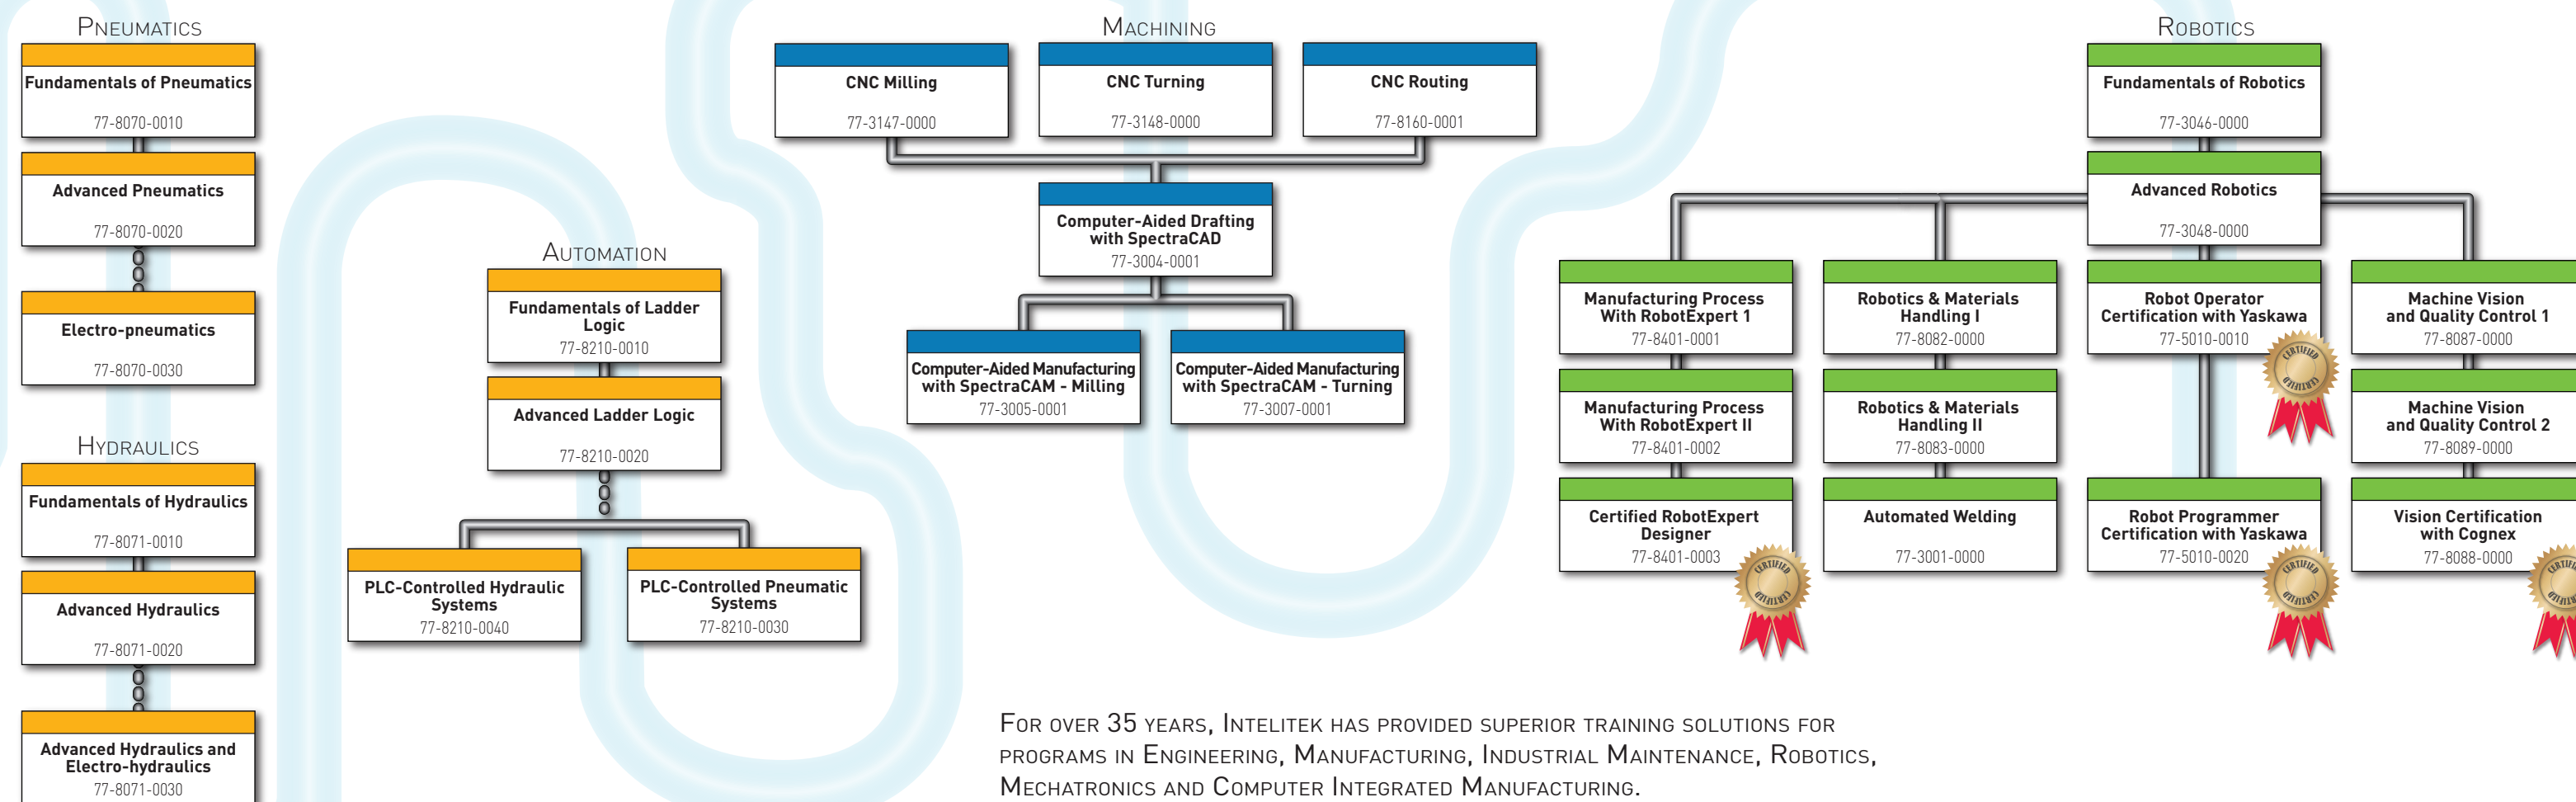 PNEUMATICS
Fundamentals of Pneumatics
77-8070-0010
Advanced Pneumatics
77-8070-0020
Electro-pneumatics
77-8070-0030
HYDRAULICS
Fundamentals of Hydraulics
77-8071-0010
Advanced Hydraulics
77-8071-0020
Advanced Hydraulics and
Electro-hydraulics
77-8071-0030
AUTOMATION
Fundamentals of Ladder
Logic
77-8210-0010
Advanced Ladder Logic
77-8210-0020
PLC-Controlled Hydraulic
Systems
77-8210-0040
PLC-Controlled Pneumatic
Systems
77-8210-0030
MACHINING
CNC Milling
77-3147-0000
CNC Turning
77-3148-0000
CNC Routing
77-8160-0001
Computer-Aided Drafting
with SpectraCAD
77-3004-0001
Computer-Aided Manufacturing
with SpectraCAM - Milling
77-3005-0001
Computer-Aided Manufacturing
with SpectraCAM - Turning
77-3007-0001
ROBOTICS
Fundamentals of Robotics
77-3046-0000
Advanced Robotics
77-3048-0000
Manufacturing Process
With RobotExpert 1
77-8401-0001
Manufacturing Process
With RobotExpert II
77-8401-0002
Certified RobotExpert
Designer
77-8401-0003
CERTIFIED
CERTIFIED
Robotics & Materials
Handling I
77-8082-0000
Robotics & Materials
Handling II
77-8083-0000
Automated Welding
77-3001-0000
Robot Operator
Certification with Yaskawa
77-5010-0010
CERTIFIED
CERTIFIED
Robot Programmer
Certification with Yaskawa
77-5010-0020
CERTIFIED
CERTIFIED
Machine Vision
and Quality Control 1
77-8087-0000
Machine Vision
and Quality Control 2
77-8089-0000
Vision Certification
with Cognex
77-8088-0000
FOR OVER 35 YEARS, INTELITEK HAS PROVIDED SUPERIOR TRAINING SOLUTIONS FOR
PROGRAMS IN ENGINEERING, MANUFACTURING, INDUSTRIAL MAINTENANCE, ROBOTICS,
MECHATRONICS AND COMPUTER INTEGRATED MANUFACTURING.